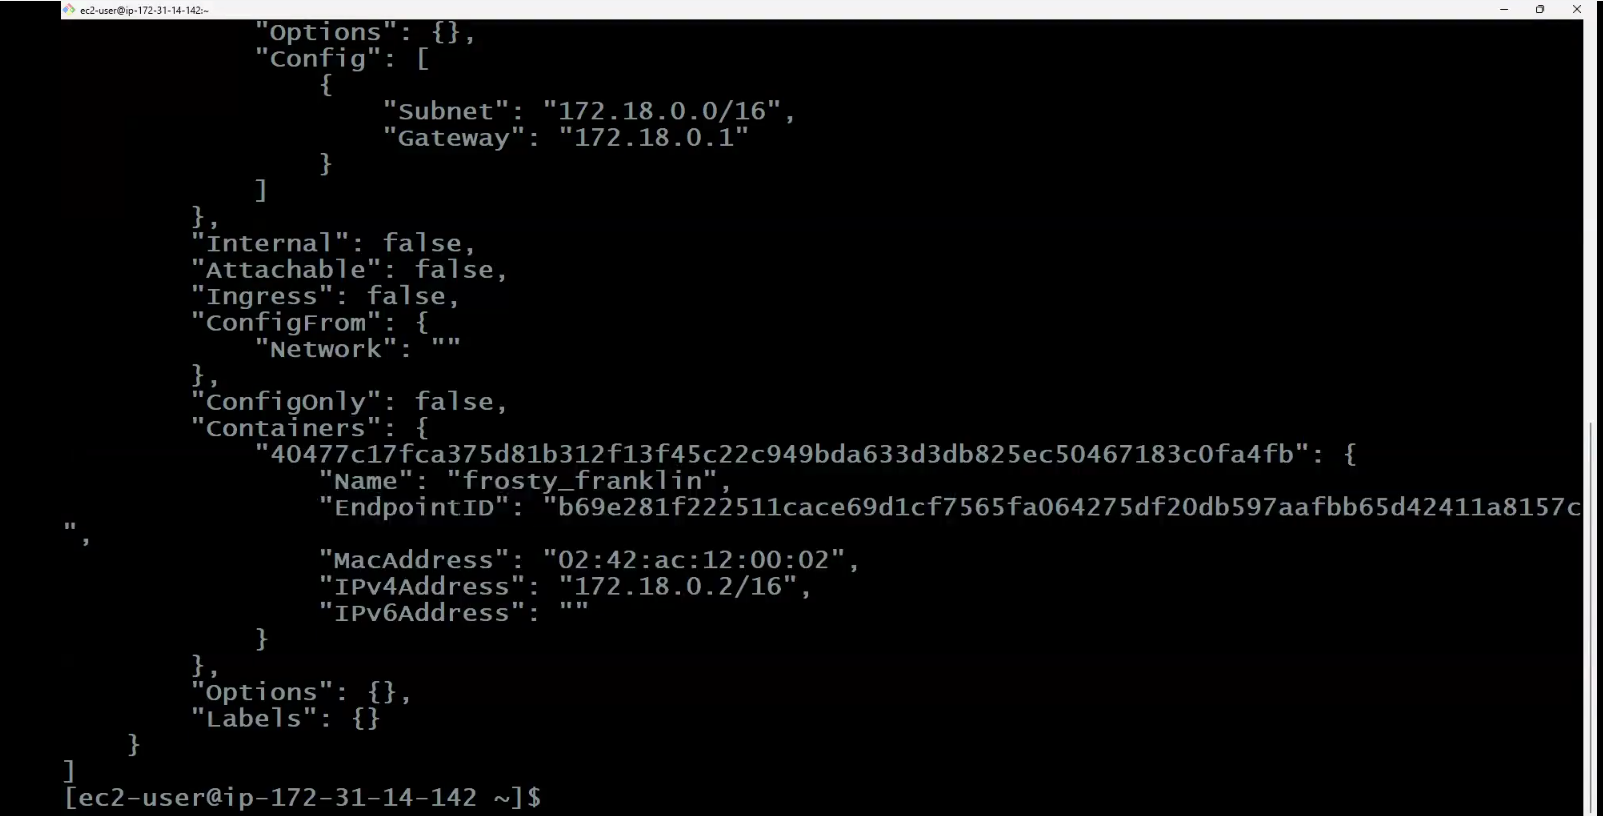 ec2-user@ip-172-31-14-142:~
"Options": {},
"Config": [
{
"Subnet": "172.18.0.0/16",
"Gateway": "172.18.0.1"
}
]
},
"Internal": false,
"Attachable": false,
"Ingress": false,
"ConfigFrom": {
"Network": ""
},
"ConfigOnly": false,
"Containers": {
"40477c17fca375d81b312f13f45c22c949bda633d3db825ec50467183c0fa4fb": {
"Name": "frosty_franklin",
"EndpointID": "b69e281f222511cace69d1cf7565fa064275df20db597aafbb65d42411a8157c
",
"MacAddress": "02:42:ac:12:00:02",
"IPv4Address": "172.18.0.2/16",
"IPv6Address": ""
}
},
"Options": {},
"Labels": {}
}
]
[ec2-user@ip-172-31-14-142 ~]$